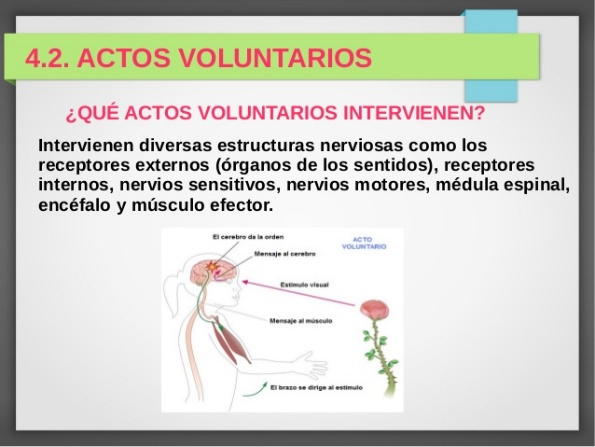 4.2. ACTOS VOLUNTARIOS
¿QUÉ ACTOS VOLUNTARIOS INTERVIENEN?
Intervienen diversas estructuras nerviosas como los
receptores externos (órganos de los sentidos), receptores
internos, nervios sensitivos, nervios motores, médula espinal,
encéfalo y músculo efector.
El cerebro da la orden
ACTO
VOLUNTARIO
Mensaje al cerebro
Estímulo visual
Mensaje al músculo
El brazo se dirige al estímulo